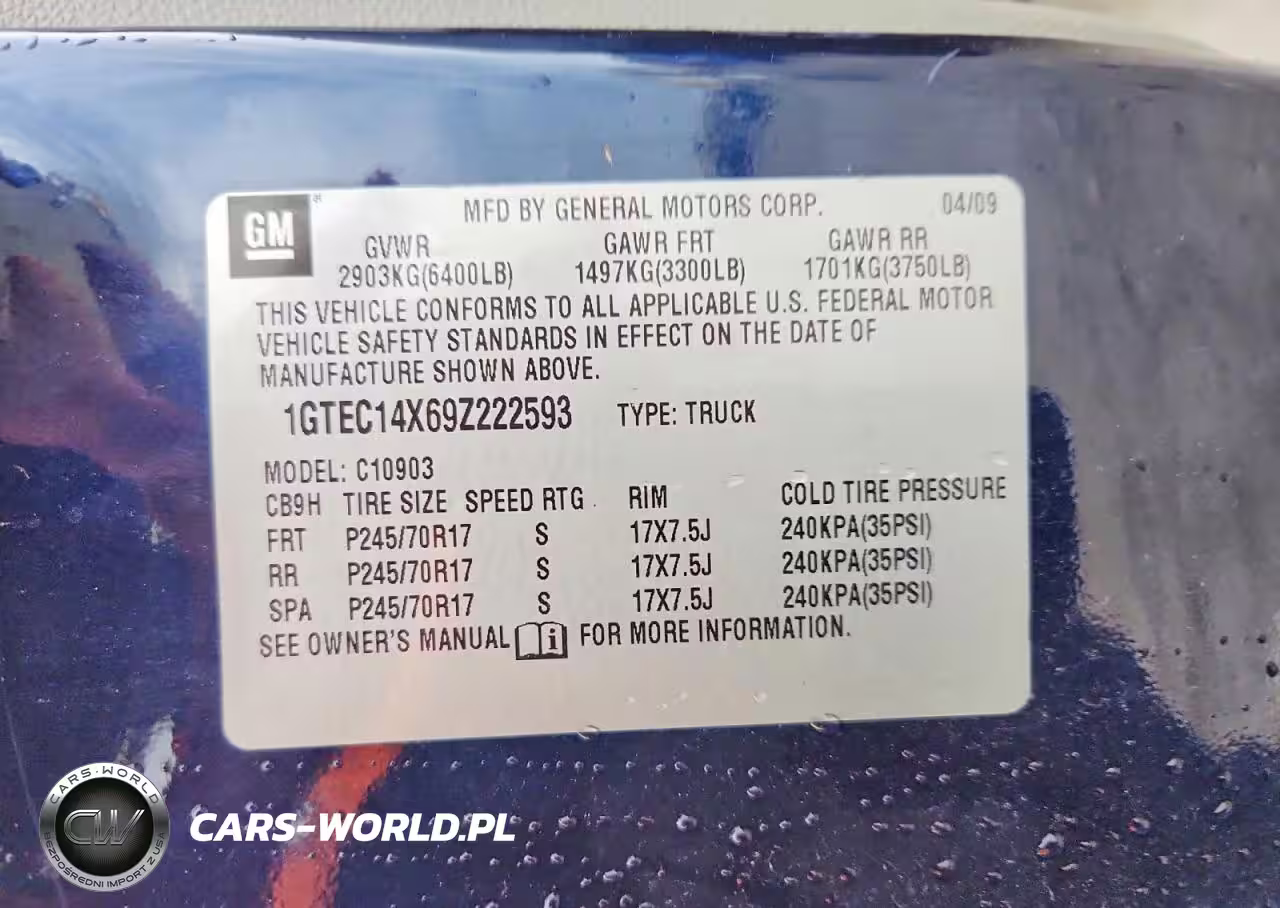 GM
MFD BY GENERAL MOTORS CORP. 04/09
GVWR GAWR FRT GAWR RR
2903KG(6400LB) 1497KG(3300LB) 1701KG(3750LB)
THIS VEHICLE CONFORMS TO ALL APPLICABLE U.S. FEDERAL MOTOR
VEHICLE SAFETY STANDARDS IN EFFECT ON THE DATE OF
MANUFACTURE SHOWN ABOVE.
1GTEC14X69Z222593 TYPE: TRUCK
MODEL: C10903
CB9H TIRE SIZE SPEED RTG RIM COLD TIRE PRESSURE
FRT P245/70R17 S 17X7.5J 240KPA(35PSI)
RR P245/70R17 S 17X7.5J 240KPA(35PSI)
SPA P245/70R17 S 17X7.5J 240KPA(35PSI)
SEE OWNER'S MANUAL i FOR MORE INFORMATION.
CARS-WORLD
CW
BEZPOŚREDNI IMPORT Z USA
CARS-WORLD.PL